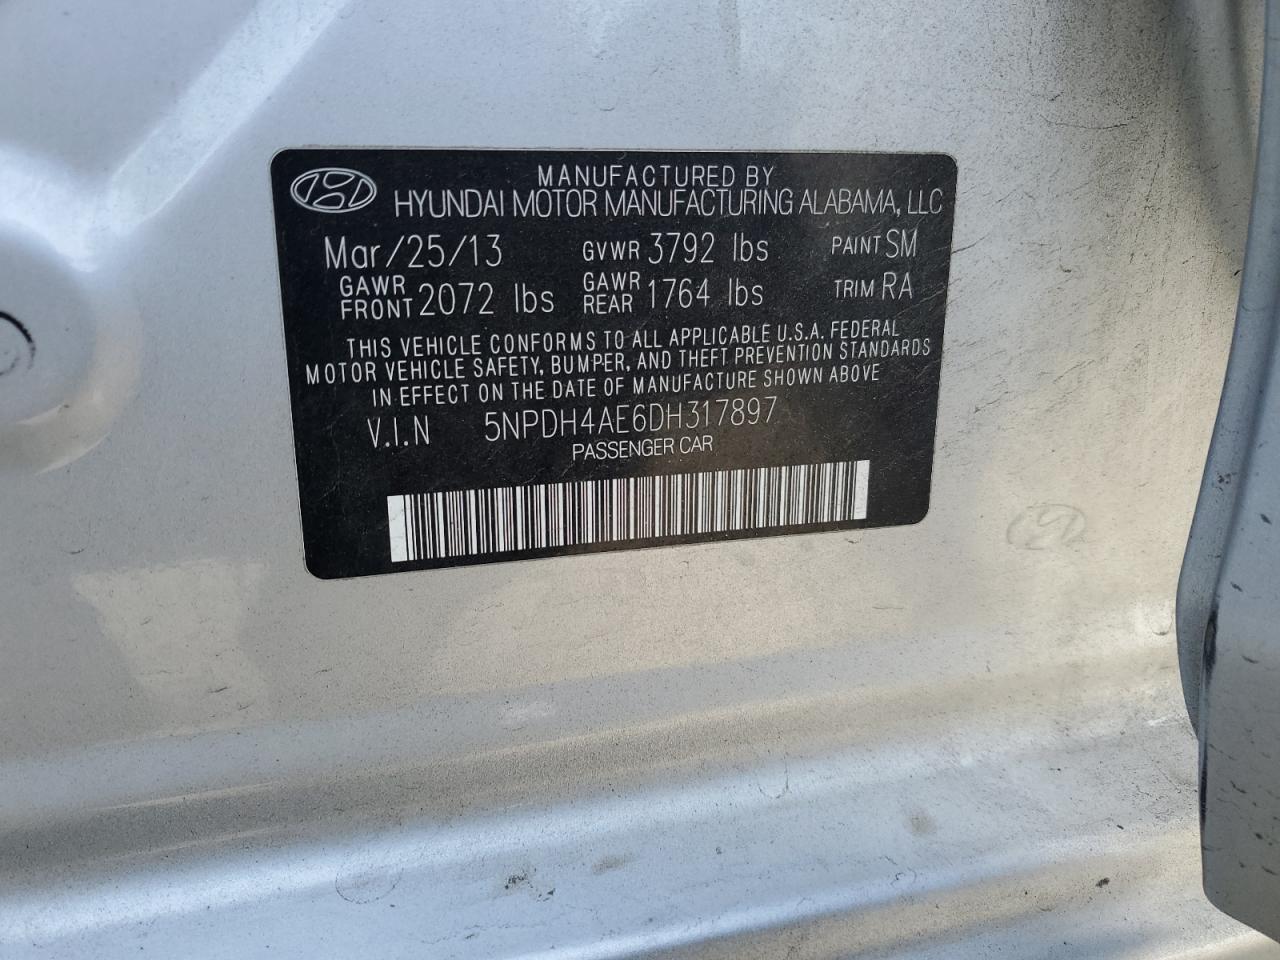 MANUFACTURED BY
HYUNDAI MOTOR MANUFACTURING ALABAMA, LLC
Mar/25/13 GVWR 3792 lbs PAINT SM
GAWR FRONT 2072 lbs GAWR REAR 1764 lbs TRIM RA
THIS VEHICLE CONFORMS TO ALL APPLICABLE U.S.A. FEDERAL
MOTOR VEHICLE SAFETY, BUMPER, AND THEFT PREVENTION STANDARDS
IN EFFECT ON THE DATE OF MANUFACTURE SHOWN ABOVE
V.I.N 5NPDH4AE6DH317897
PASSENGER CAR